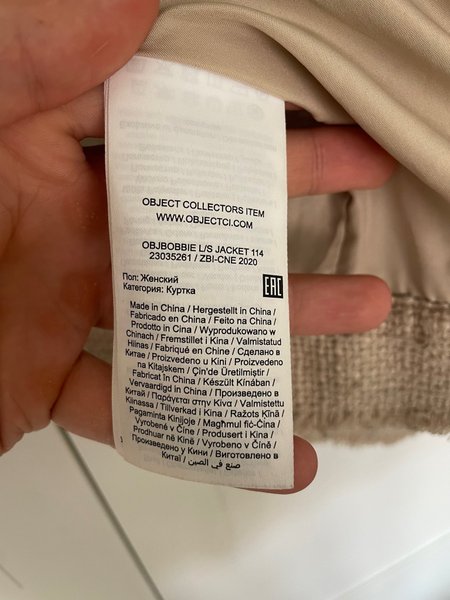 OBJECT COLLECTORS ITEM
WWW.OBJECTCI.COM
OBJBOBBIE L/S JACKET 114
23035261 / ZBI-CNE 2020
Пол: Женский
Категория: Куртка
EAC
Made in China / Hergestellt in China /
Fabricado en China / Feito na China /
Prodotto in Cina / Wyprodukowano w
Chinach / Fremstillet i Kina / Valmistatud
Hiinas / Fabriqué en Chine / Сделано в
Китае / Proizvedeno u Kini / Proizvedeno
na Kitajskem / Çin'de Üretilmiştir /
Fabricat în China / Készült Kínában /
Vervaardigd in China / Произведено в
Китай / Παράγεται στην Κίνα / Valmistettu
Kiinassa / Tillverkad i Kina / Ražots Ķīnā /
Pagaminta Kinijoje / Magħmul fiċ-Ċina /
Vyrobené v Číne / Produsert i Kina /
Prodhuar në Kinë / Vyrobeno v Číně /
Произведено у Кини / Виготовлено в
Китаї / صنع في الصين
3